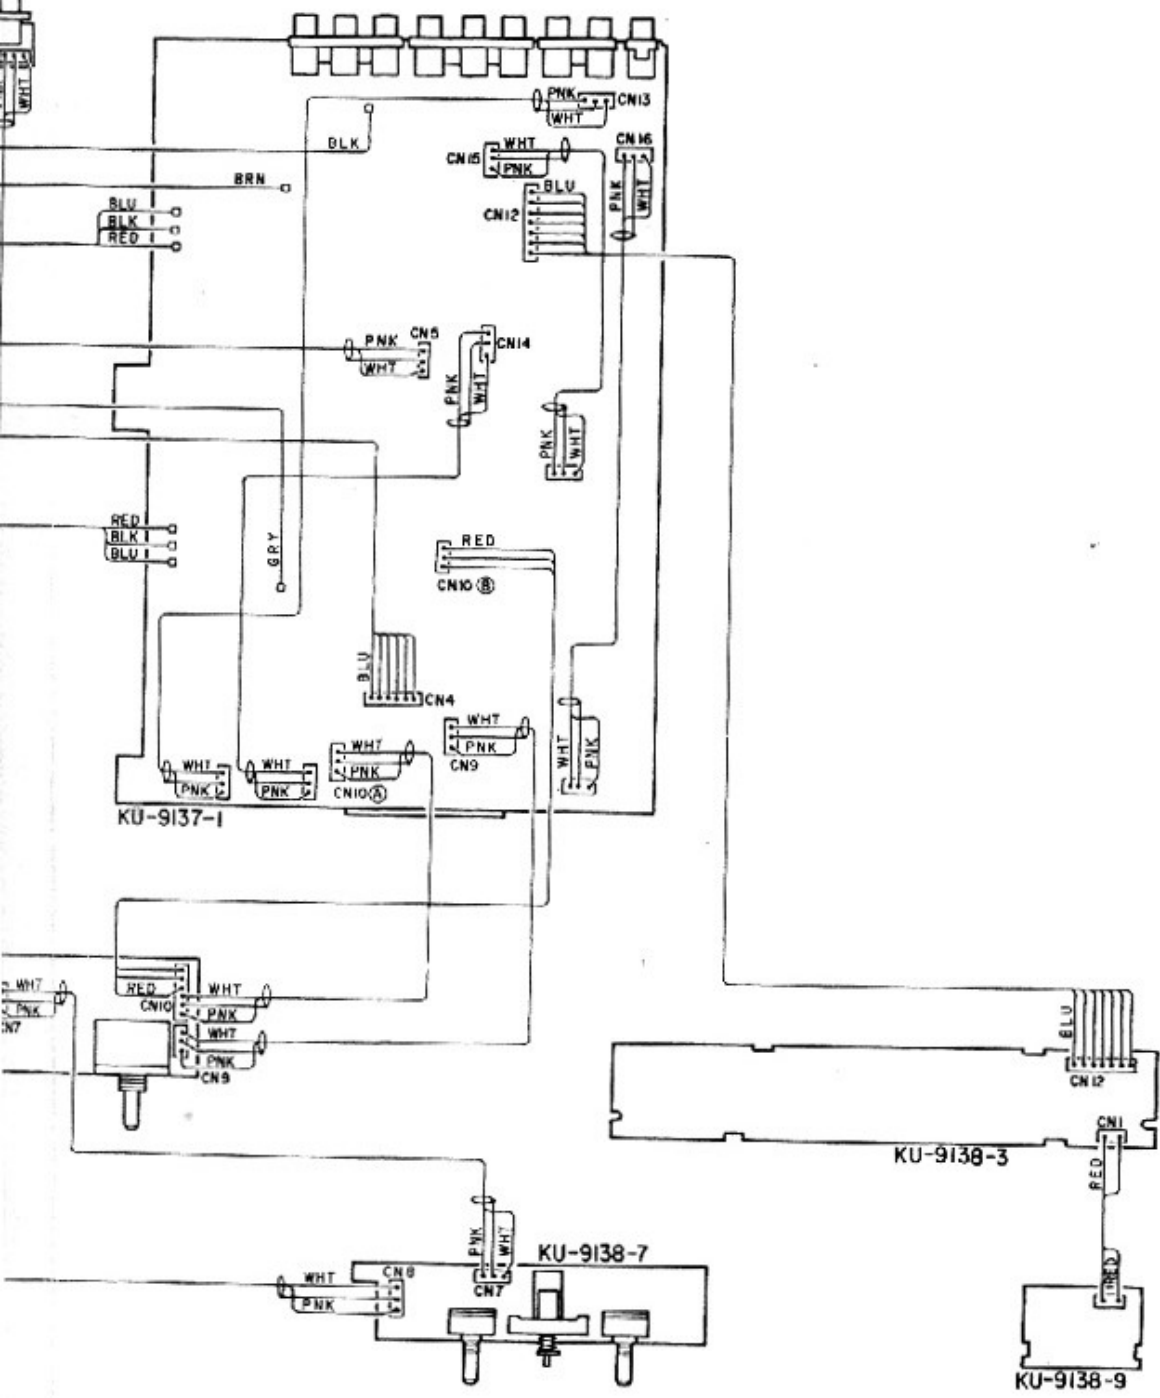 WHT
PNK
CN13
WHT
BLK
CN16
WHT
CN15
PNK
BRN
BLU
PNK
WHT
BLU
CN12
BLK
RED
PNK
CN5
WHT
CN14
PNK
WHT
PNK
WHT
RED
BLK
BLU
GRY
RED
CN10 Ⓑ
BLU
CN4
WHT
PNK
CN9
WHT
PNK
WHT
PNK
WHT
PNK
WHT
PNK
CN10Ⓐ
KU-9137-1
WHT
PNK
CN7
RED
CN10
WHT
PNK
WHT
PNK
CN9
BLU
CN12
CN1
KU-9138-3
RED
PNK
WHT
KU-9138-7
WHT
CN8
PNK
CN7
RED
KU-9138-9